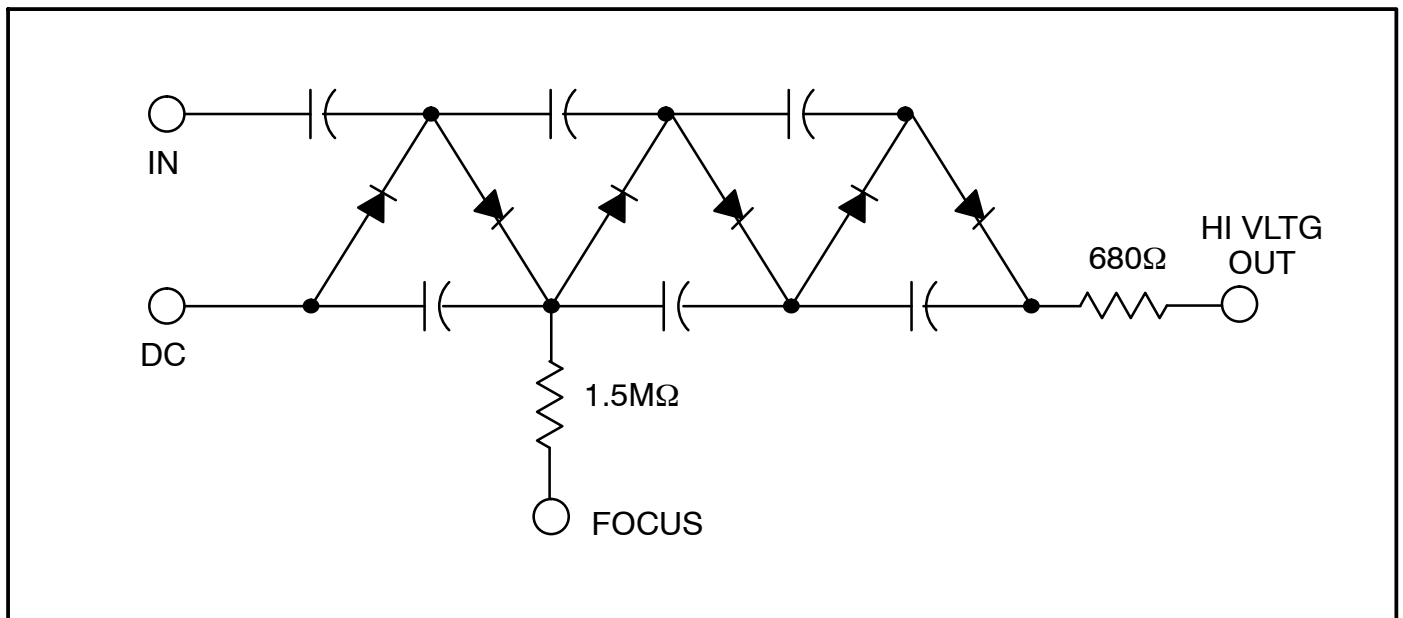 IN
HI VLTG
OUT
680Ω
DC
1.5MΩ
FOCUS